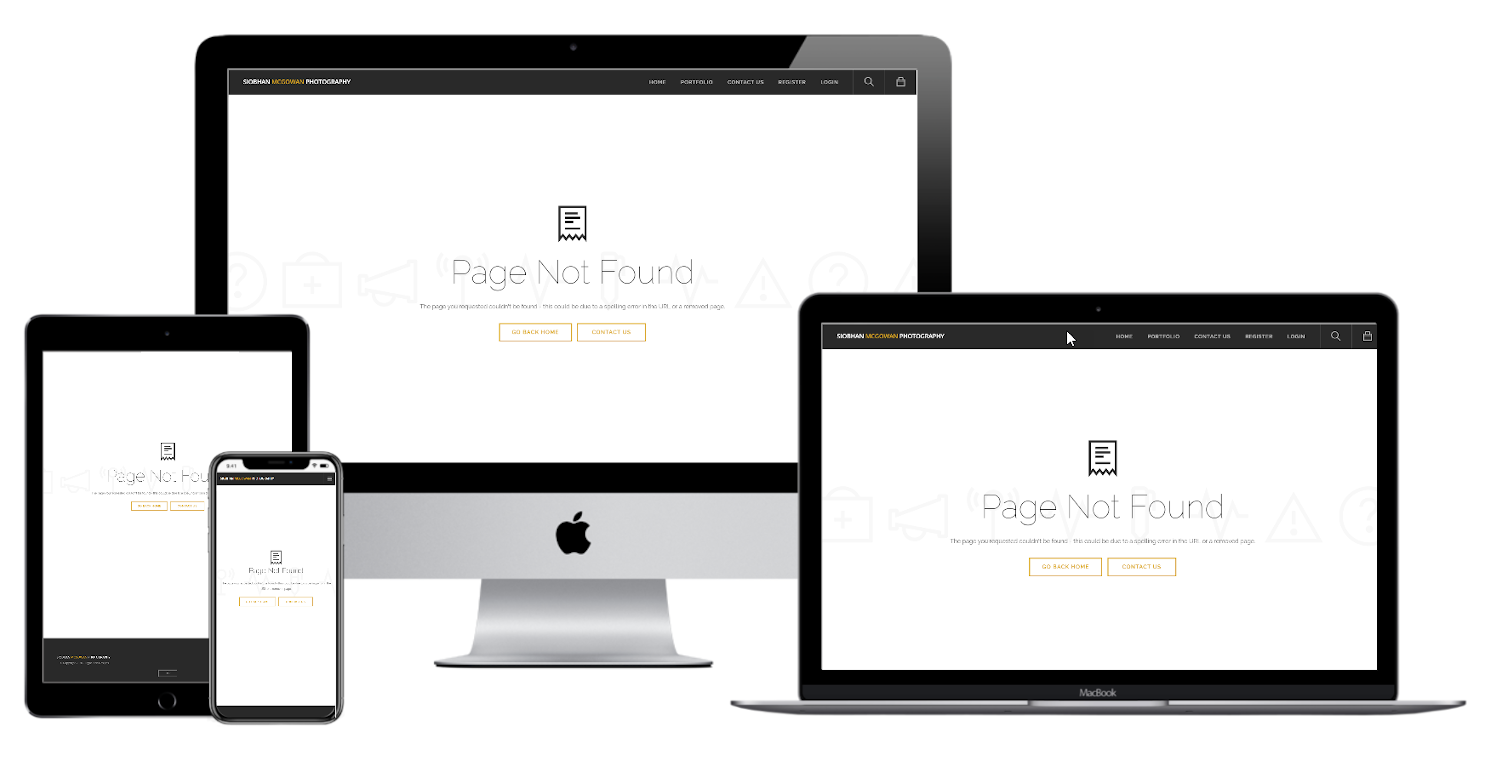 SIOBHAN MCGOWAN PHOTOGRAPHY
HOME PORTFOLIO CONTACT US REGISTER LOGIN
Page Not Found
The page you requested couldn't be found - this could be due to a spelling error in the URL or a removed page.
GO BACK HOME CONTACT US
SIOBHAN MCGOWAN PHOTOGRAPHY
HOME PORTFOLIO CONTACT US REGISTER LOGIN
Page Not Found
The page you requested couldn't be found - this could be due to a spelling error in the URL or a removed page.
GO BACK HOME CONTACT US
MacBook
Page Not Fou
9:41
Page Not Found